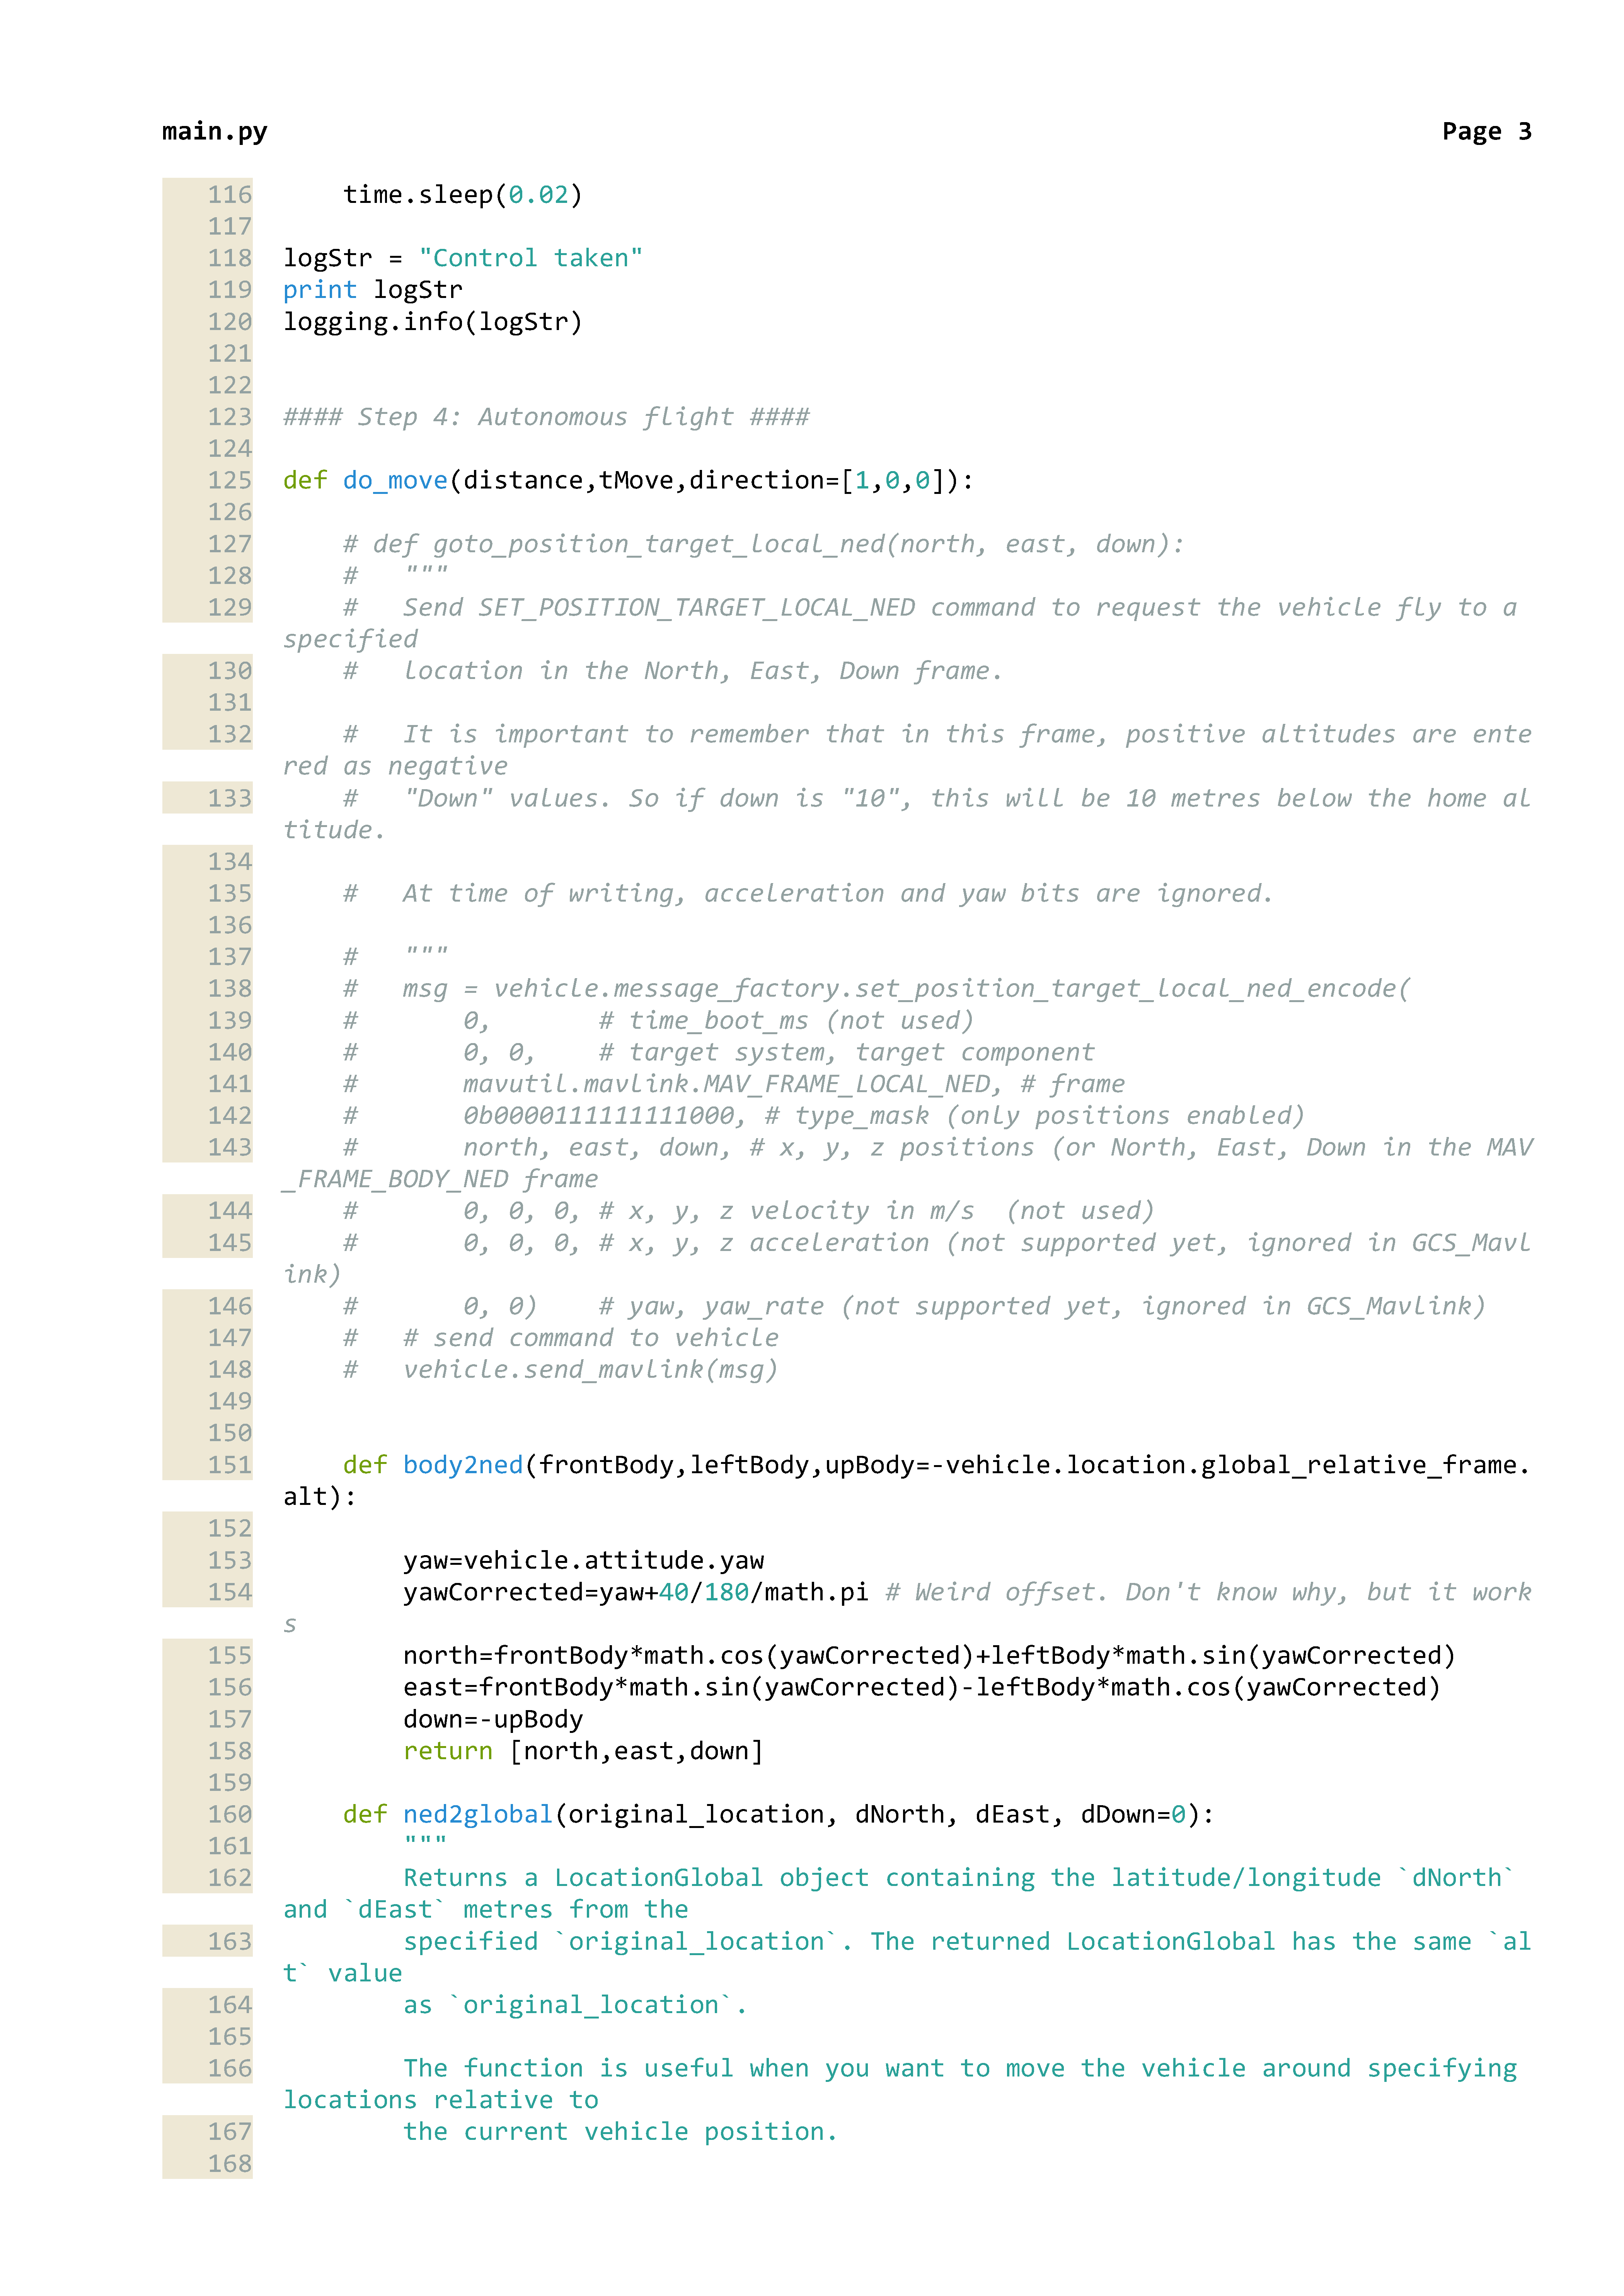 main.py Page 3
116     time.sleep(0.02)
117
118 logStr = "Control taken"
119 print logStr
120 logging.info(logStr)
121
122
123 #### Step 4: Autonomous flight ####
124
125 def do_move(distance,tMove,direction=[1,0,0]):
126
127     # def goto_position_target_local_ned(north, east, down):
128     #   """
129     #   Send SET_POSITION_TARGET_LOCAL_NED command to request the vehicle fly to a
specified
130     #   location in the North, East, Down frame.
131
132     #   It is important to remember that in this frame, positive altitudes are ente
red as negative
133     #   "Down" values. So if down is "10", this will be 10 metres below the home al
titude.
134
135     #   At time of writing, acceleration and yaw bits are ignored.
136
137     #   """
138     #   msg = vehicle.message_factory.set_position_target_local_ned_encode(
139     #       0,       # time_boot_ms (not used)
140     #       0, 0,    # target system, target component
141     #       mavutil.mavlink.MAV_FRAME_LOCAL_NED, # frame
142     #       0b0000111111111000, # type_mask (only positions enabled)
143     #       north, east, down, # x, y, z positions (or North, East, Down in the MAV
_FRAME_BODY_NED frame
144     #       0, 0, 0, # x, y, z velocity in m/s  (not used)
145     #       0, 0, 0, # x, y, z acceleration (not supported yet, ignored in GCS_Mavl
ink)
146     #       0, 0)    # yaw, yaw_rate (not supported yet, ignored in GCS_Mavlink)
147     #   # send command to vehicle
148     #   vehicle.send_mavlink(msg)
149
150
151     def body2ned(frontBody,leftBody,upBody=-vehicle.location.global_relative_frame.
alt):
152
153         yaw=vehicle.attitude.yaw
154         yawCorrected=yaw+40/180/math.pi # Weird offset. Don't know why, but it work
s
155         north=frontBody*math.cos(yawCorrected)+leftBody*math.sin(yawCorrected)
156         east=frontBody*math.sin(yawCorrected)-leftBody*math.cos(yawCorrected)
157         down=-upBody
158         return [north,east,down]
159
160     def ned2global(original_location, dNorth, dEast, dDown=0):
161         """
162         Returns a LocationGlobal object containing the latitude/longitude `dNorth`
and `dEast` metres from the
163         specified `original_location`. The returned LocationGlobal has the same `al
t` value
164         as `original_location`.
165
166         The function is useful when you want to move the vehicle around specifying
locations relative to
167         the current vehicle position.
168